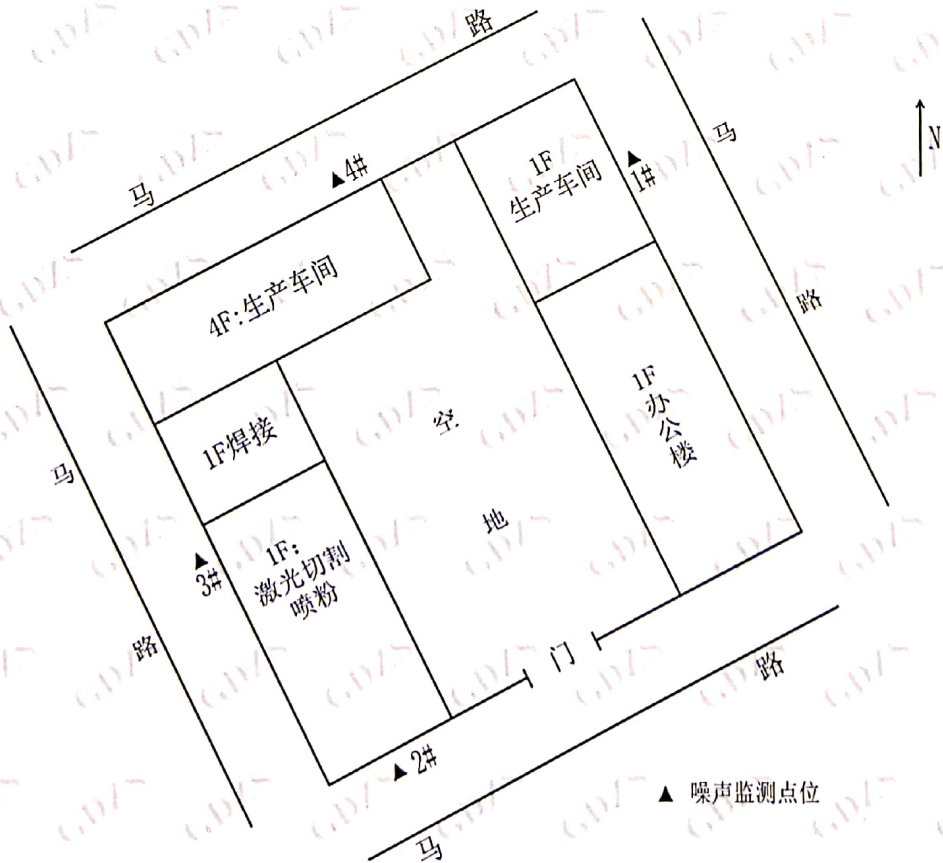 马 路
▲4#
1F
生产车间
▲
1#
马 路
N
4F:生产车间
1F焊接
空 地
1F
办公楼
马 路
▲
3#
1F:
激光切割
喷粉
门
▲2#
马 路
▲ 噪声监测点位